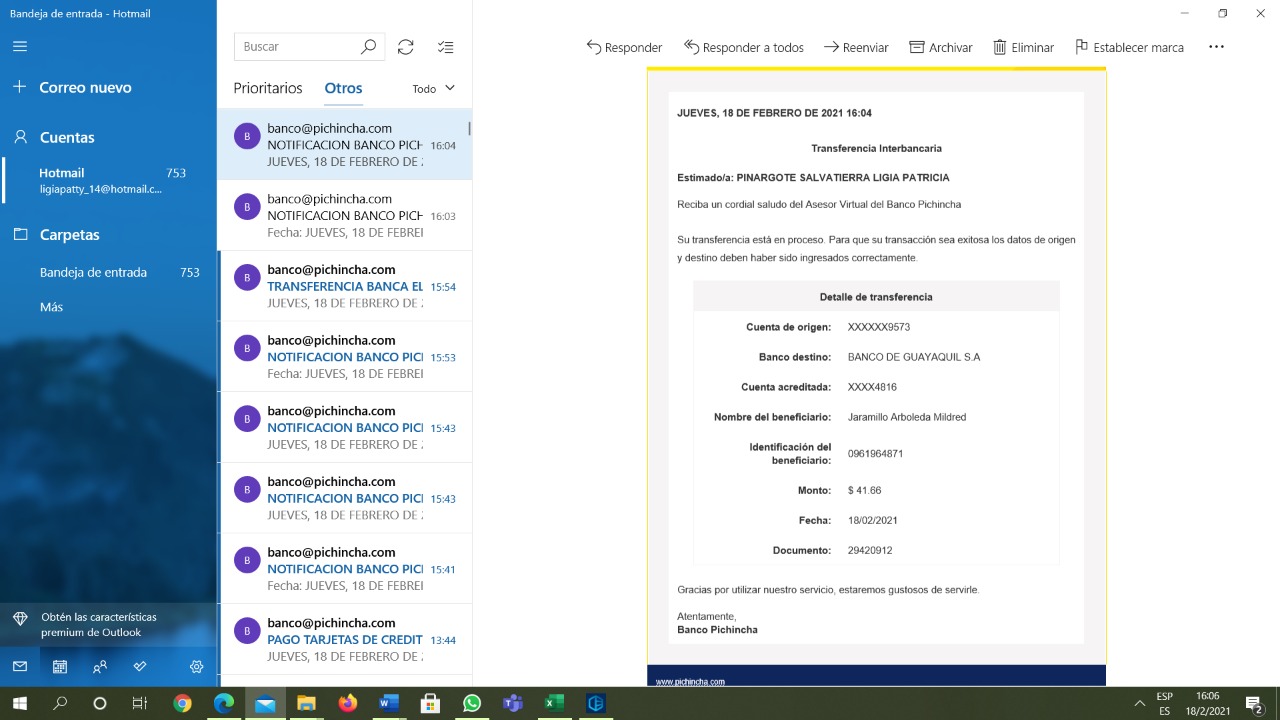 Bandeja de entrada - Hotmail
Correo nuevo
Cuentas
Hotmail 753
ligiapatty_14@hotmail.c...
Carpetas
Bandeja de entrada 753
Más
Obtén las características
premium de Outlook
Buscar
Prioritarios Otros Todo
B
banco@pichincha.com
NOTIFICACION BANCO PICH 16:04
JUEVES, 18 DE FEBRERO DE 2
B
banco@pichincha.com
NOTIFICACION BANCO PICH 16:03
Fecha: JUEVES, 18 DE FEBREI
B
banco@pichincha.com
TRANSFERENCIA BANCA EL 15:54
JUEVES, 18 DE FEBRERO DE 2
B
banco@pichincha.com
NOTIFICACION BANCO PICI 15:53
Fecha: JUEVES, 18 DE FEBREI
B
banco@pichincha.com
NOTIFICACION BANCO PICI 15:43
JUEVES, 18 DE FEBRERO DE 2
B
banco@pichincha.com
NOTIFICACION BANCO PICI 15:43
JUEVES, 18 DE FEBRERO DE 2
B
banco@pichincha.com
NOTIFICACION BANCO PICI 15:41
Fecha: JUEVES, 18 DE FEBREI
B
banco@pichincha.com
PAGO TARJETAS DE CREDIT 13:44
JUEVES, 18 DE FEBRERO DE 2
Responder Responder a todos Reenviar Archivar Eliminar Establecer marca
JUEVES, 18 DE FEBRERO DE 2021 16:04
Transferencia Interbancaria
Estimado/a: PINARGOTE SALVATIERRA LIGIA PATRICIA
Reciba un cordial saludo del Asesor Virtual del Banco Pichincha
Su transferencia está en proceso. Para que su transacción sea exitosa los datos de origen
y destino deben haber sido ingresados correctamente.
Detalle de transferencia
Cuenta de origen: XXXXXX9573
Banco destino: BANCO DE GUAYAQUIL S.A
Cuenta acreditada: XXXX4816
Nombre del beneficiario: Jaramillo Arboleda Mildred
Identificación del
beneficiario: 0961964871
Monto: $ 41.66
Fecha: 18/02/2021
Documento: 29420912
Gracias por utilizar nuestro servicio, estaremos gustosos de servirle.
Atentamente,
Banco Pichincha
www.pichincha.com
ESP 16:06
ES 18/2/2021 2